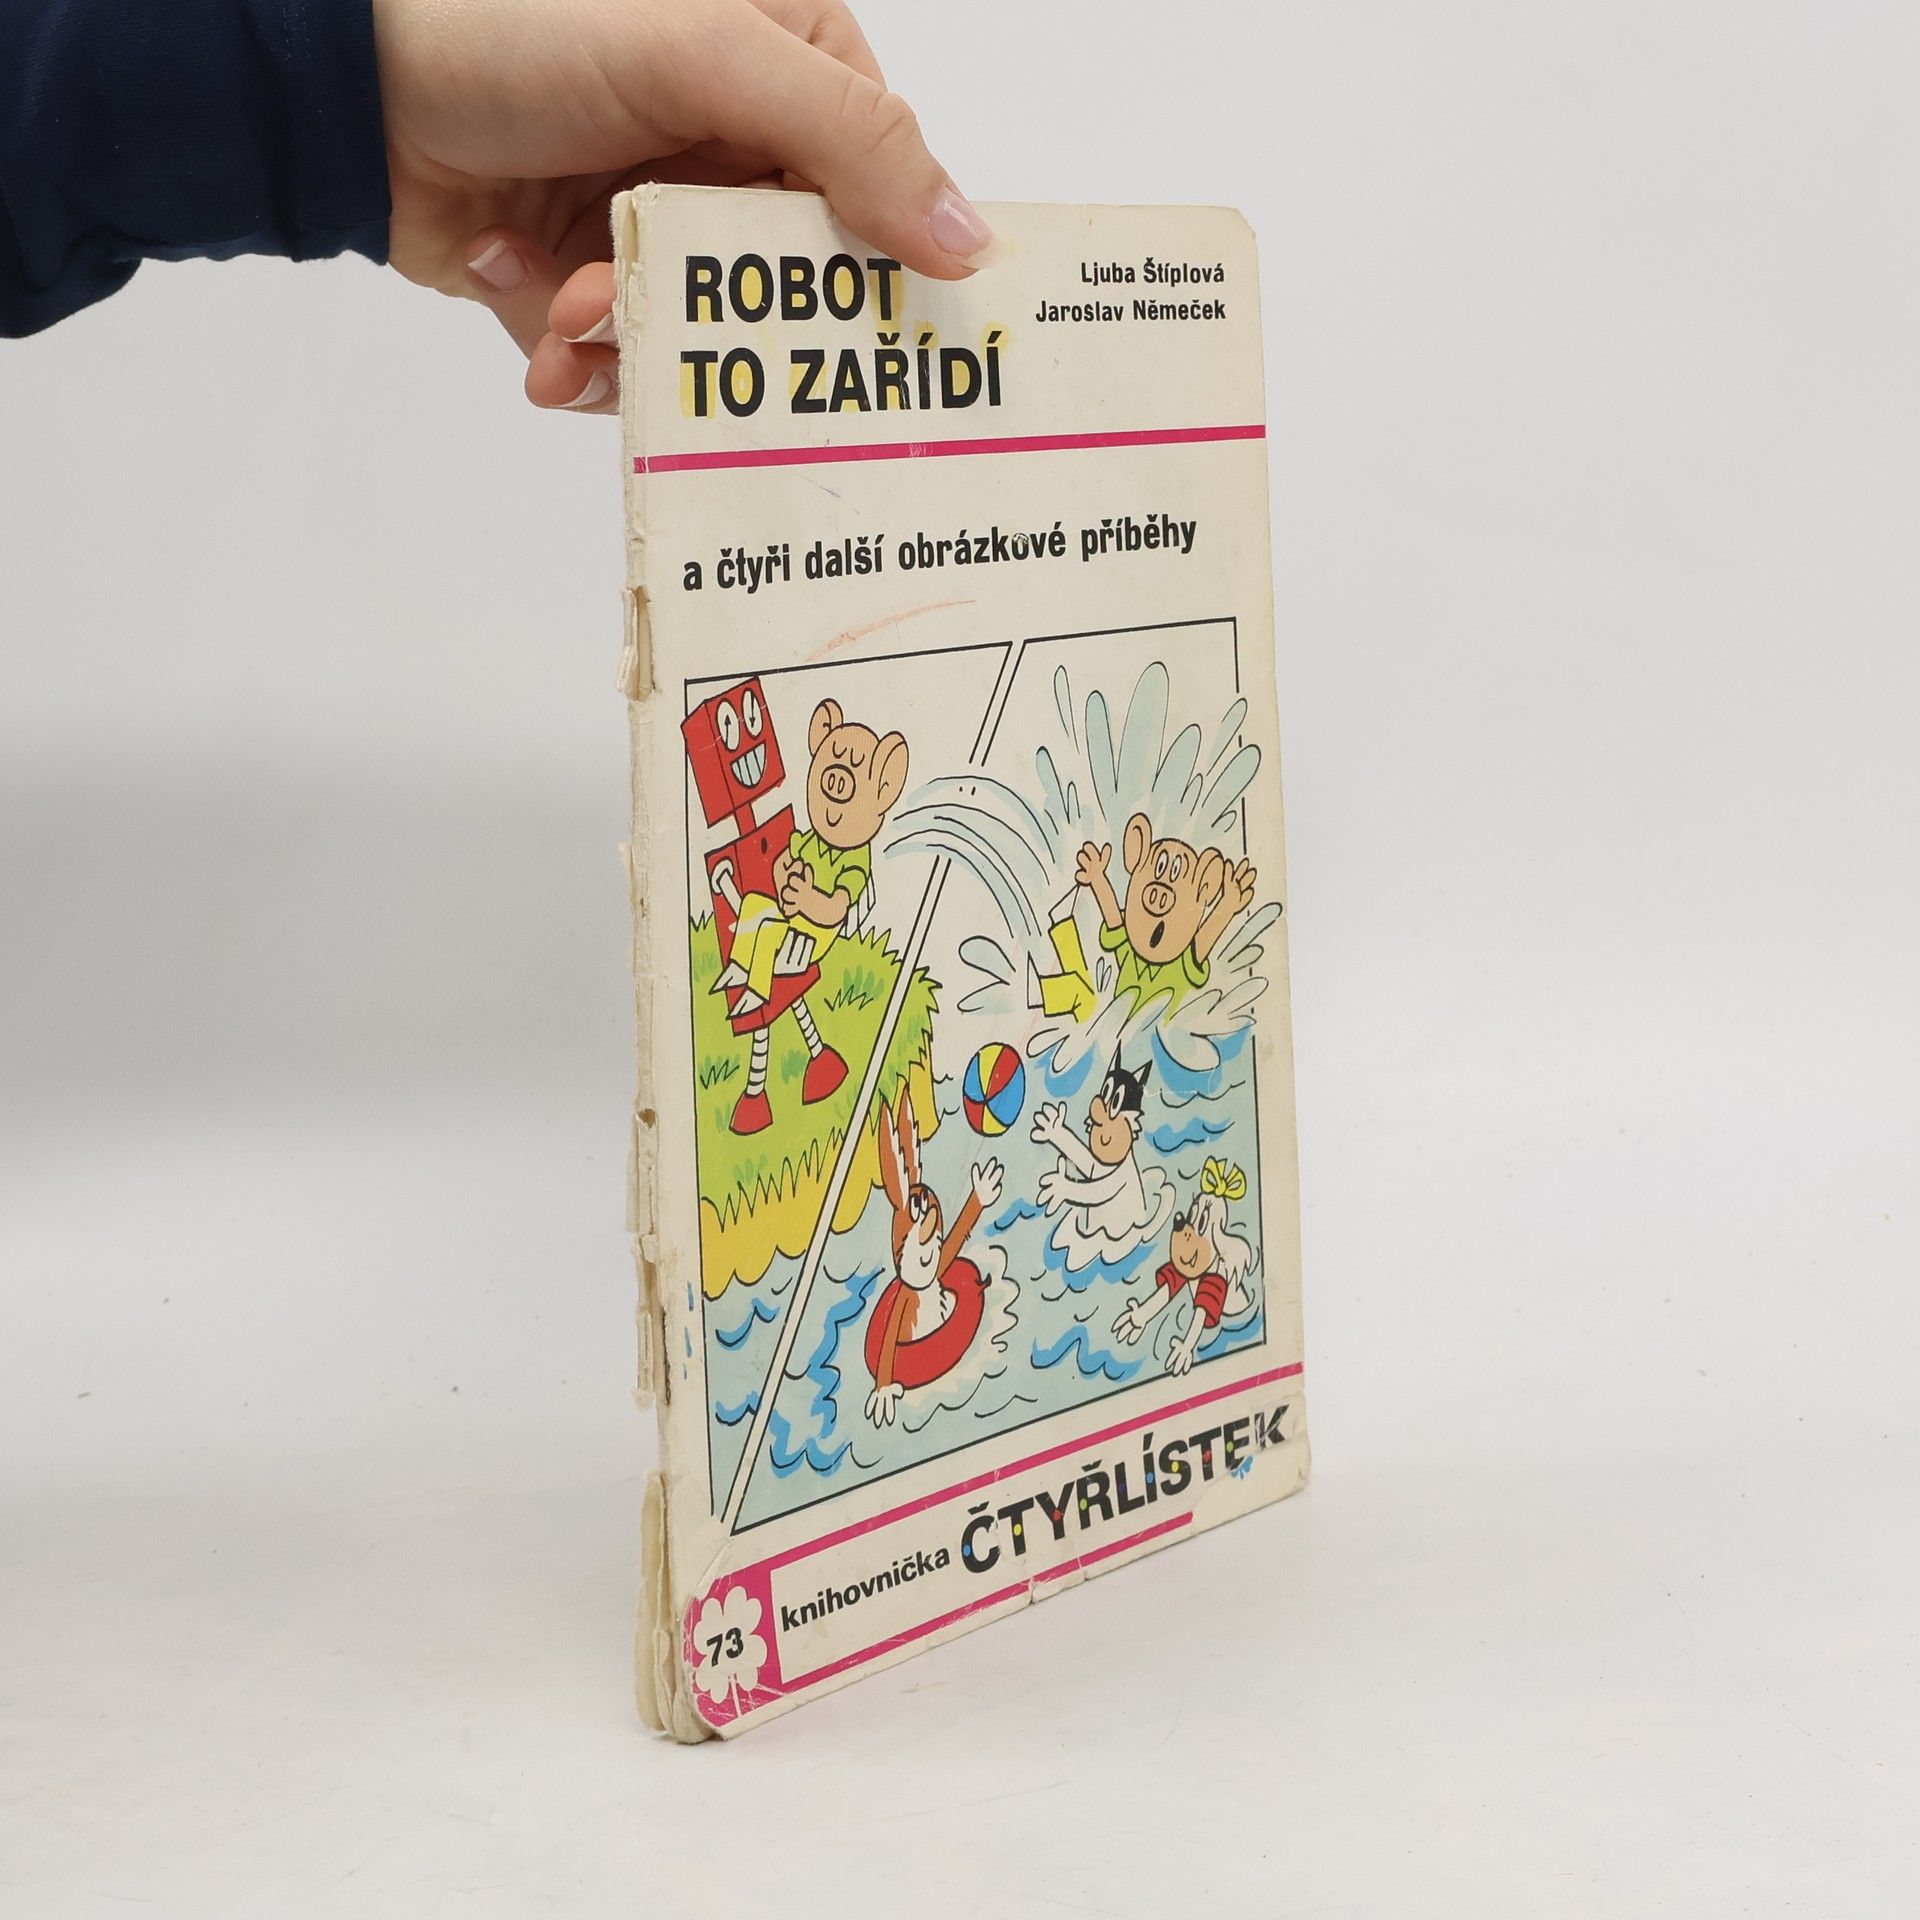 ROBOT
TO ZAŘÍDÍ
Ljuba Štíplová
Jaroslav Němeček
a čtyři další obrázkové příběhy
knihovnička ČTYŘLÍSTEK
73